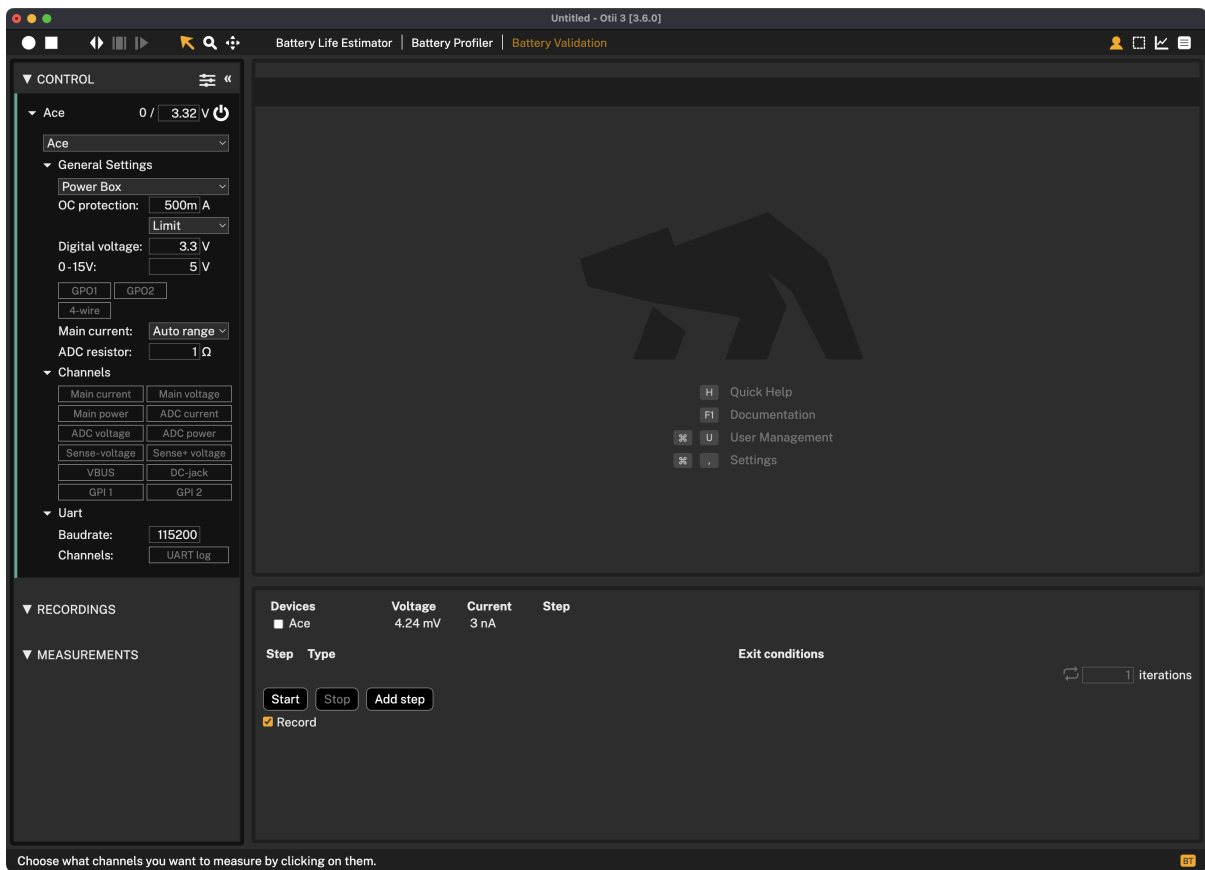 Untitled - Otii 3 [3.6.0]
Battery Life Estimator | Battery Profiler | Battery Validation
CONTROL «
Ace 0 / 3.32 V
Ace
General Settings
Power Box
OC protection: 500m A
Limit
Digital voltage: 3.3 V
0-15V: 5 V
GPO1 GPO2
4-wire
Main current: Auto range
ADC resistor: 1 Ω
Channels
Main current Main voltage
Main power ADC current
ADC voltage ADC power
Sense-voltage Sense+ voltage
VBUS DC-jack
GPI 1 GPI 2
Uart
Baudrate: 115200
Channels: UART log
RECORDINGS
MEASUREMENTS
H Quick Help
F1 Documentation
⌘ U User Management
⌘ , Settings
Devices Voltage Current Step
Ace 4.24 mV 3 nA
Step Type Exit conditions
1 iterations
Start Stop Add step
Record
Choose what channels you want to measure by clicking on them.
BT